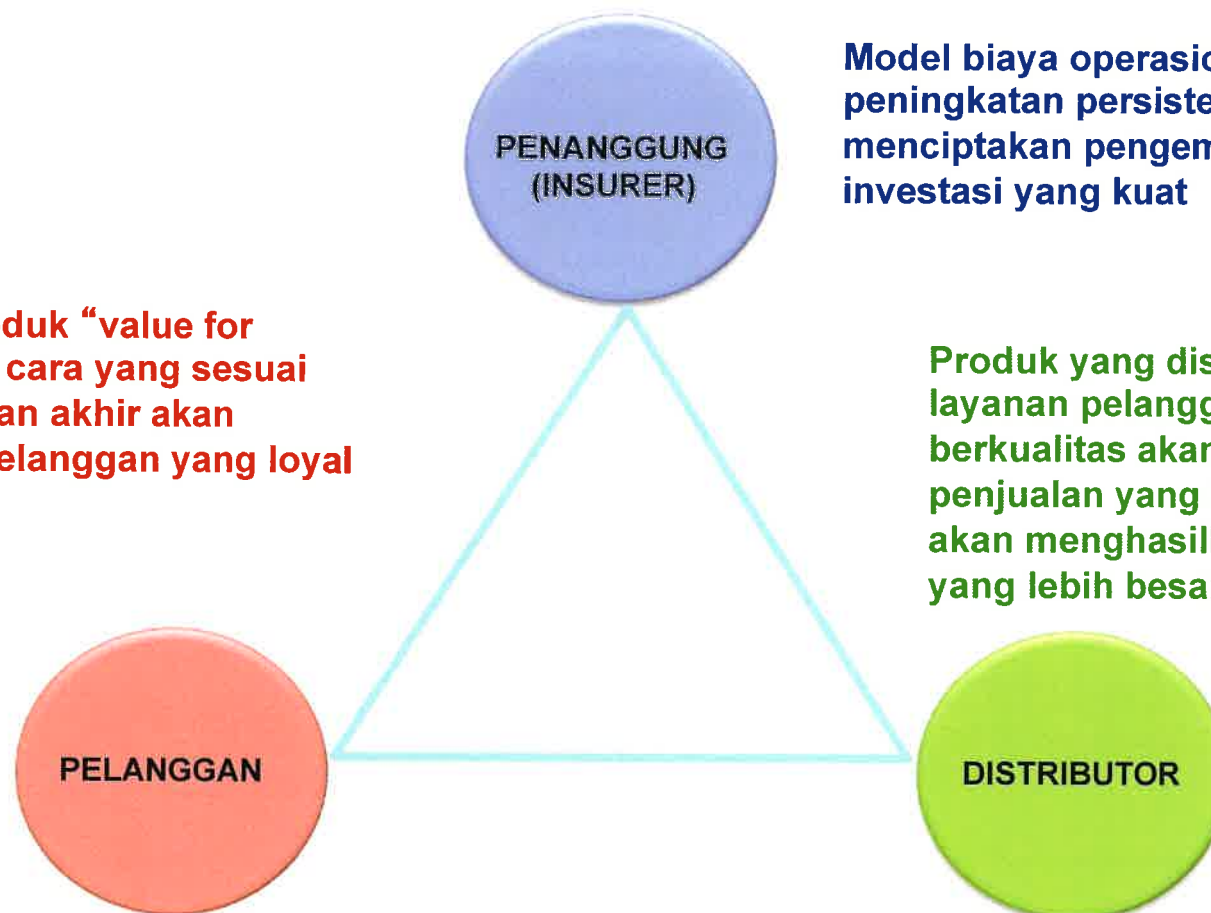 PENANGGUNG
(INSURER)
Model biaya operasio
peningkatan persiste
menciptakan pengem
investasi yang kuat
duk “value for
cara yang sesuai
an akhir akan
elanggan yang loyal
Produk yang dis
layanan pelangg
berkualitas akan
penjualan yang
akan menghasil
yang lebih besa
PELANGGAN
DISTRIBUTOR